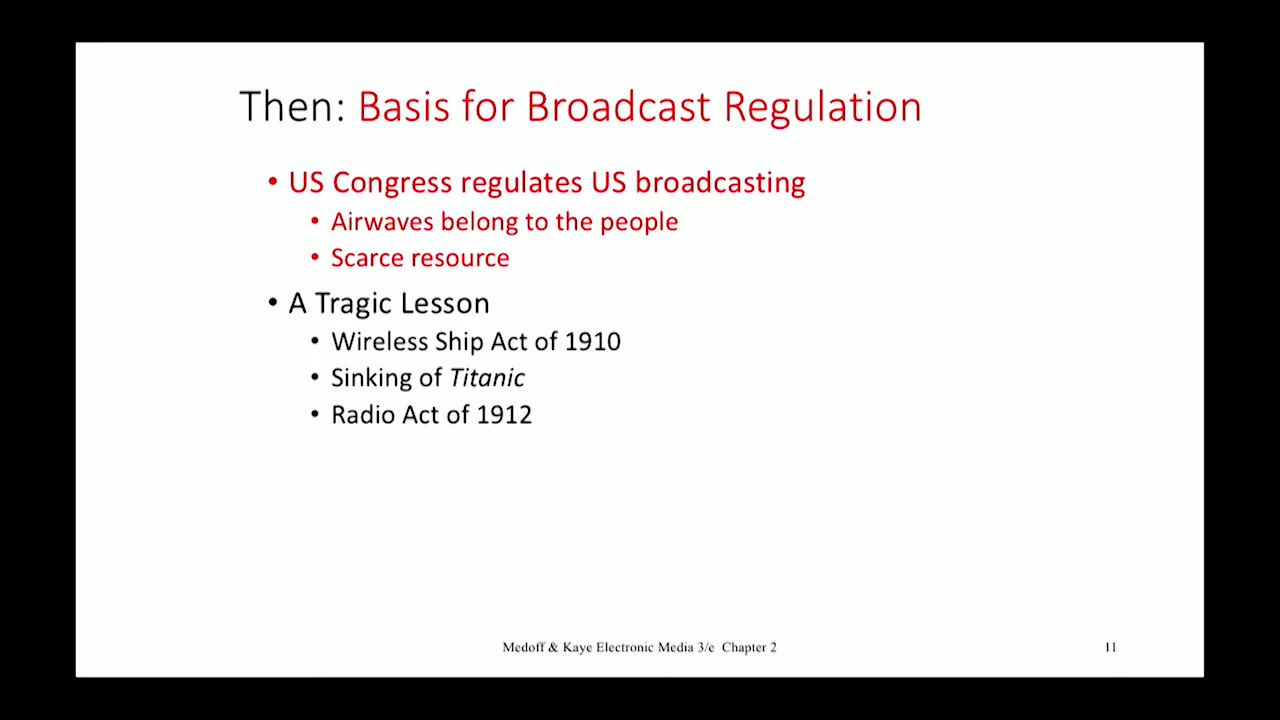 Then: Basis for Broadcast Regulation
• US Congress regulates US broadcasting
• Airwaves belong to the people
• Scarce resource
• A Tragic Lesson
• Wireless Ship Act of 1910
• Sinking of Titanic
• Radio Act of 1912
Medoff & Kaye Electronic Media 3/e Chapter 2
11